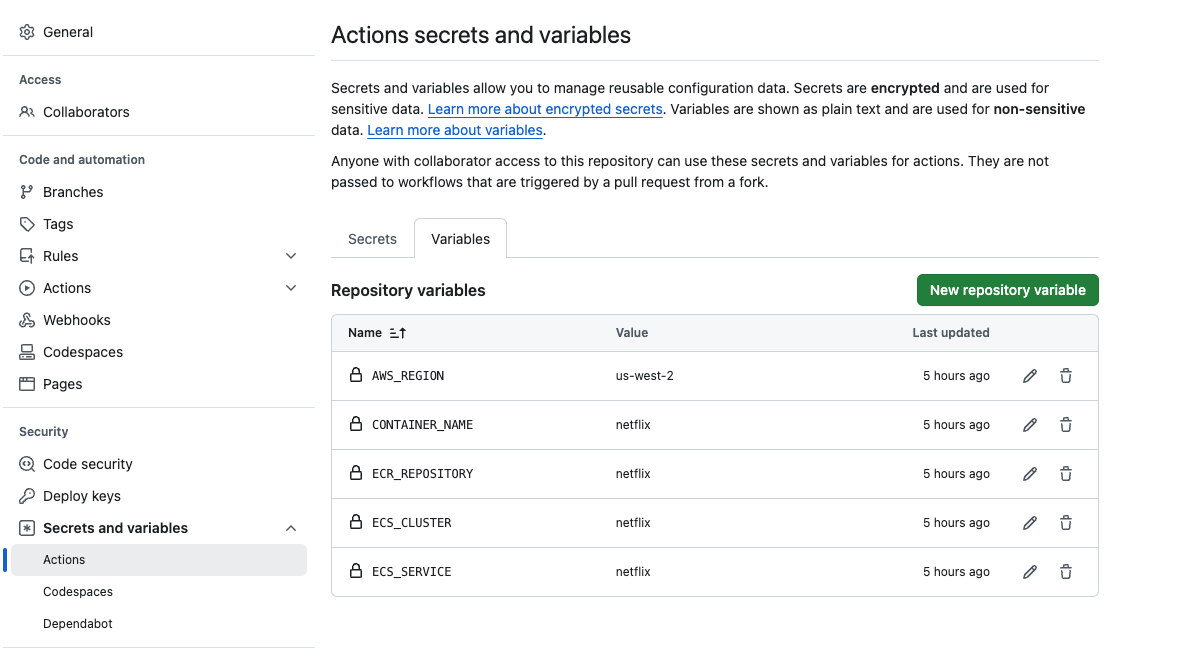 General
Access
Collaborators
Code and automation
Branches
Tags
Rules
Actions
Webhooks
Codespaces
Pages
Security
Code security
Deploy keys
Secrets and variables
Actions
Codespaces
Dependabot
Actions secrets and variables
Secrets and variables allow you to manage reusable configuration data. Secrets are encrypted and are used for
sensitive data. Learn more about encrypted secrets. Variables are shown as plain text and are used for non-sensitive
data. Learn more about variables.
Anyone with collaborator access to this repository can use these secrets and variables for actions. They are not
passed to workflows that are triggered by a pull request from a fork.
Secrets Variables
Repository variables New repository variable
Name Value Last updated
AWS_REGION us-west-2 5 hours ago
CONTAINER_NAME netflix 5 hours ago
ECR_REPOSITORY netflix 5 hours ago
ECS_CLUSTER netflix 5 hours ago
ECS_SERVICE netflix 5 hours ago